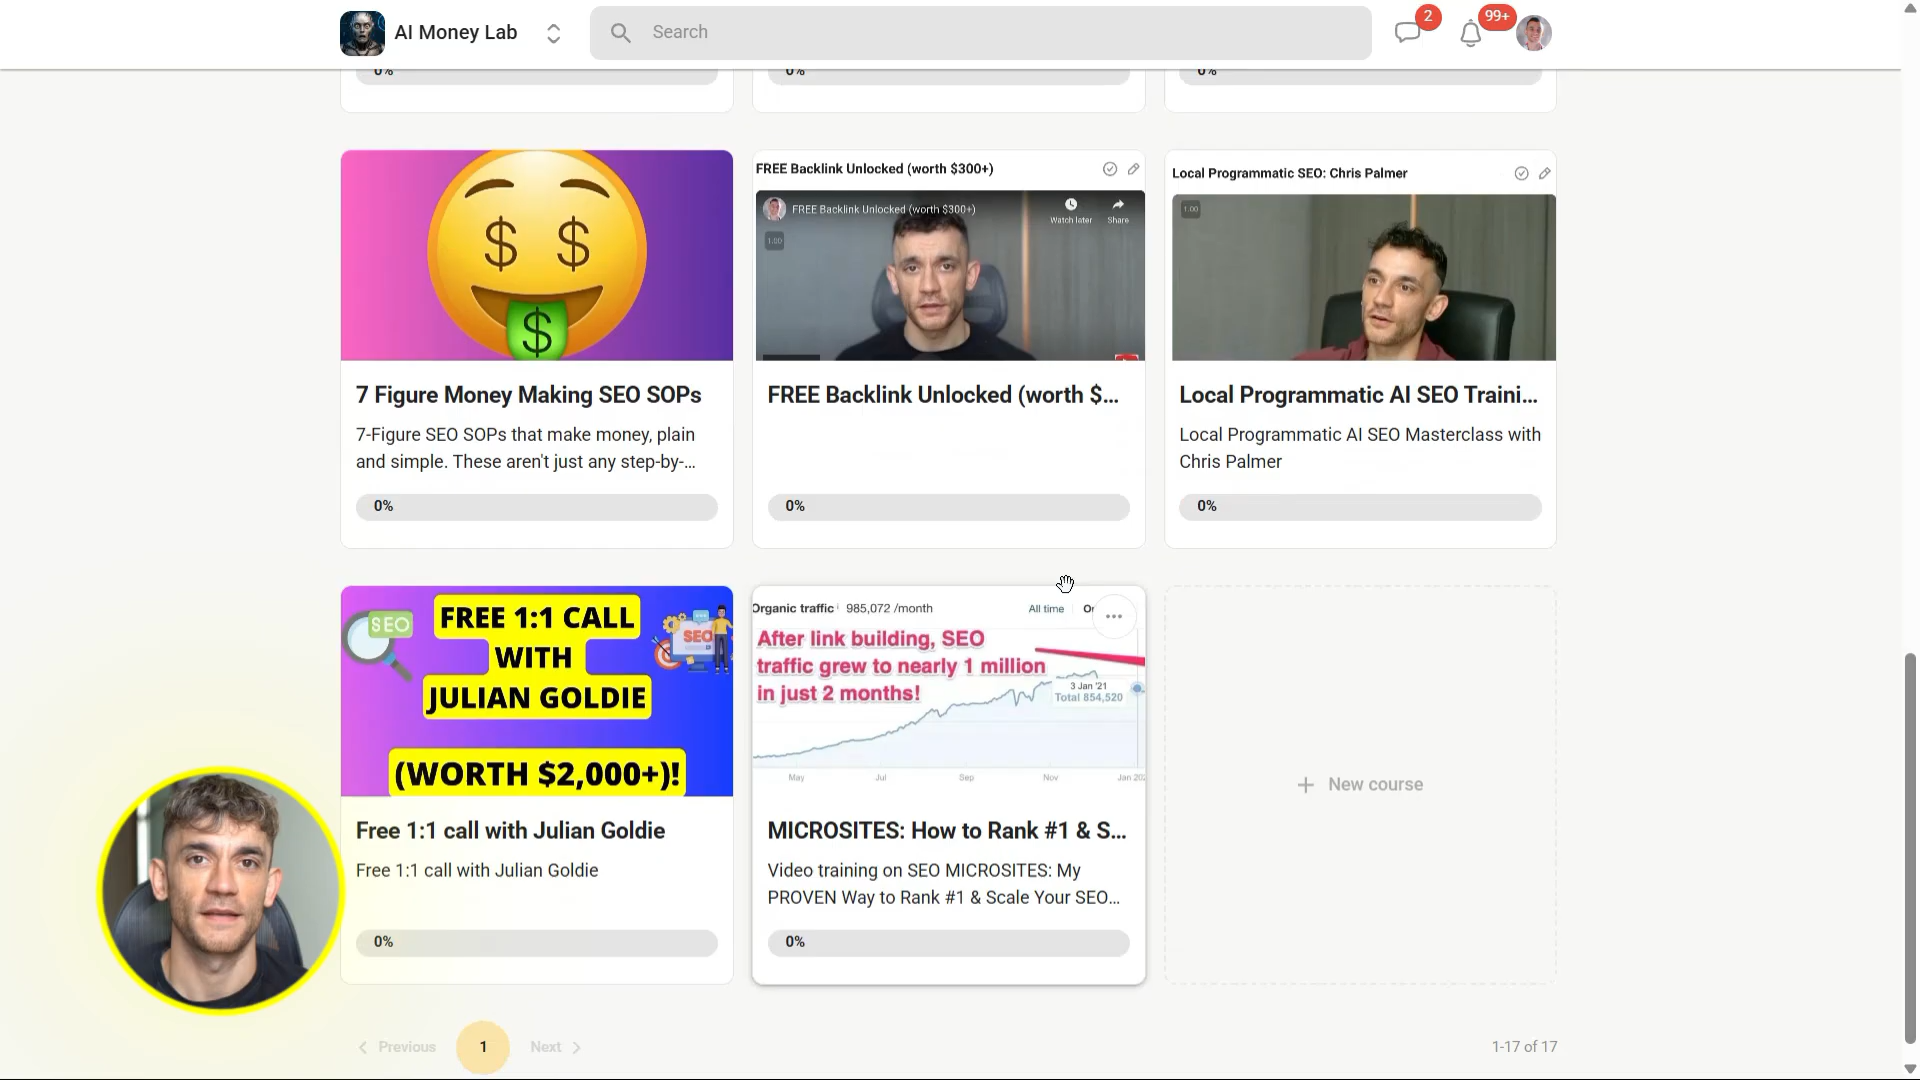 AI Money Lab
Search
2
99+
0%
0%
0%
$ $
$
7 Figure Money Making SEO SOPs
7-Figure SEO SOPs that make money, plain
and simple. These aren't just any step-by-...
0%
FREE Backlink Unlocked (worth $300+)
FREE Backlink Unlocked (worth $300+)
Watch later
Share
1.00
FREE Backlink Unlocked (worth $...
0%
Local Programmatic SEO: Chris Palmer
1.00
Local Programmatic AI SEO Traini...
Local Programmatic AI SEO Masterclass with
Chris Palmer
0%
SEO
SEO
FREE 1:1 CALL
WITH
JULIAN GOLDIE
(WORTH $2,000+)!
Free 1:1 call with Julian Goldie
Free 1:1 call with Julian Goldie
0%
Organic traffic 985,072 /month
All time
After link building, SEO
traffic grew to nearly 1 million
in just 2 months!
3 Jan '21
Total 854,520
May Jul Sep Nov Jan 202
MICROSITES: How to Rank #1 & S...
Video training on SEO MICROSITES: My
PROVEN Way to Rank #1 & Scale Your SEO...
0%
+ New course
Previous
1
Next
1-17 of 17